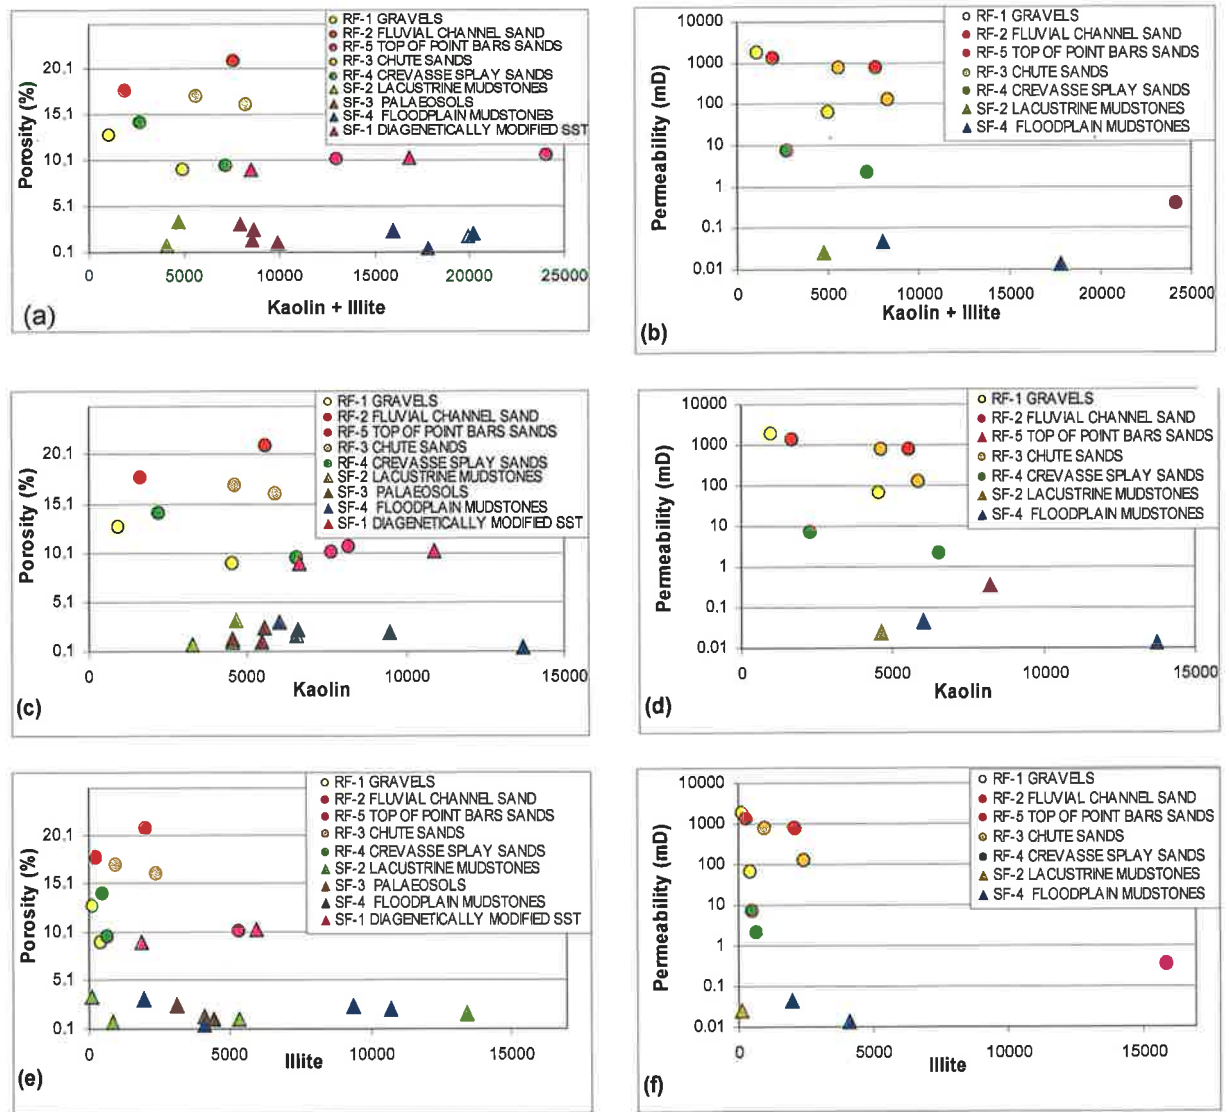 RF-1 GRAVELS
RF-2 FLUVIAL CHANNEL SAND
RF-5 TOP OF POINT BARS SANDS
RF-3 CHUTE SANDS
RF-4 CREVASSE SPLAY SANDS
SF-2 LACUSTRINE MUDSTONES
SF-3 PALAEOSOLS
SF-4 FLOODPLAIN MUDSTONES
SF-1 DIAGENETICALLY MODIFIED SST
Porosity (%)
20.1
15.1
10.1
5.1
0.1
0 5000 10000 15000 20000 25000
Kaolin + Illite
(a)
RF-1 GRAVELS
RF-2 FLUVIAL CHANNEL SAND
RF-5 TOP OF POINT BARS SANDS
RF-3 CHUTE SANDS
RF-4 CREVASSE SPLAY SANDS
SF-2 LACUSTRINE MUDSTONES
SF-4 FLOODPLAIN MUDSTONES
Permeability (mD)
10000
1000
100
10
1
0.1
0.01
0 5000 10000 15000 20000 25000
Kaolin + Illite
(b)
RF-1 GRAVELS
RF-2 FLUVIAL CHANNEL SAND
RF-5 TOP OF POINT BARS SANDS
RF-3 CHUTE SANDS
RF-4 CREVASSE SPLAY SANDS
SF-2 LACUSTRINE MUDSTONES
SF-3 PALAEOSOLS
SF-4 FLOODPLAIN MUDSTONES
SF-1 DIAGENETICALLY MODIFIED SST
Porosity (%)
20.1
15.1
10.1
5.1
0.1
0 5000 10000 15000
Kaolin
(c)
RF-1 GRAVELS
RF-2 FLUVIAL CHANNEL SAND
RF-5 TOP OF POINT BARS SANDS
RF-3 CHUTE SANDS
RF-4 CREVASSE SPLAY SANDS
SF-2 LACUSTRINE MUDSTONES
SF-4 FLOODPLAIN MUDSTONES
Permeability (mD)
10000
1000
100
10
1
0.1
0.01
0 5000 10000 15000
Kaolin
(d)
RF-1 GRAVELS
RF-2 FLUVIAL CHANNEL SAND
RF-5 TOP OF POINT BARS SANDS
RF-3 CHUTE SANDS
RF-4 CREVASSE SPLAY SANDS
SF-2 LACUSTRINE MUDSTONES
SF-3 PALAEOSOLS
SF-4 FLOODPLAIN MUDSTONES
SF-1 DIAGENETICALLY MODIFIED SST
Porosity (%)
20.1
15.1
10.1
5.1
0.1
0 5000 10000 15000
Illite
(e)
RF-1 GRAVELS
RF-2 FLUVIAL CHANNEL SAND
RF-5 TOP OF POINT BARS SANDS
RF-3 CHUTE SANDS
RF-4 CREVASSE SPLAY SANDS
SF-2 LACUSTRINE MUDSTONES
SF-4 FLOODPLAIN MUDSTONES
Permeability (mD)
10000
1000
100
10
1
0.1
0.01
0 5000 10000 15000
Illite
(f)